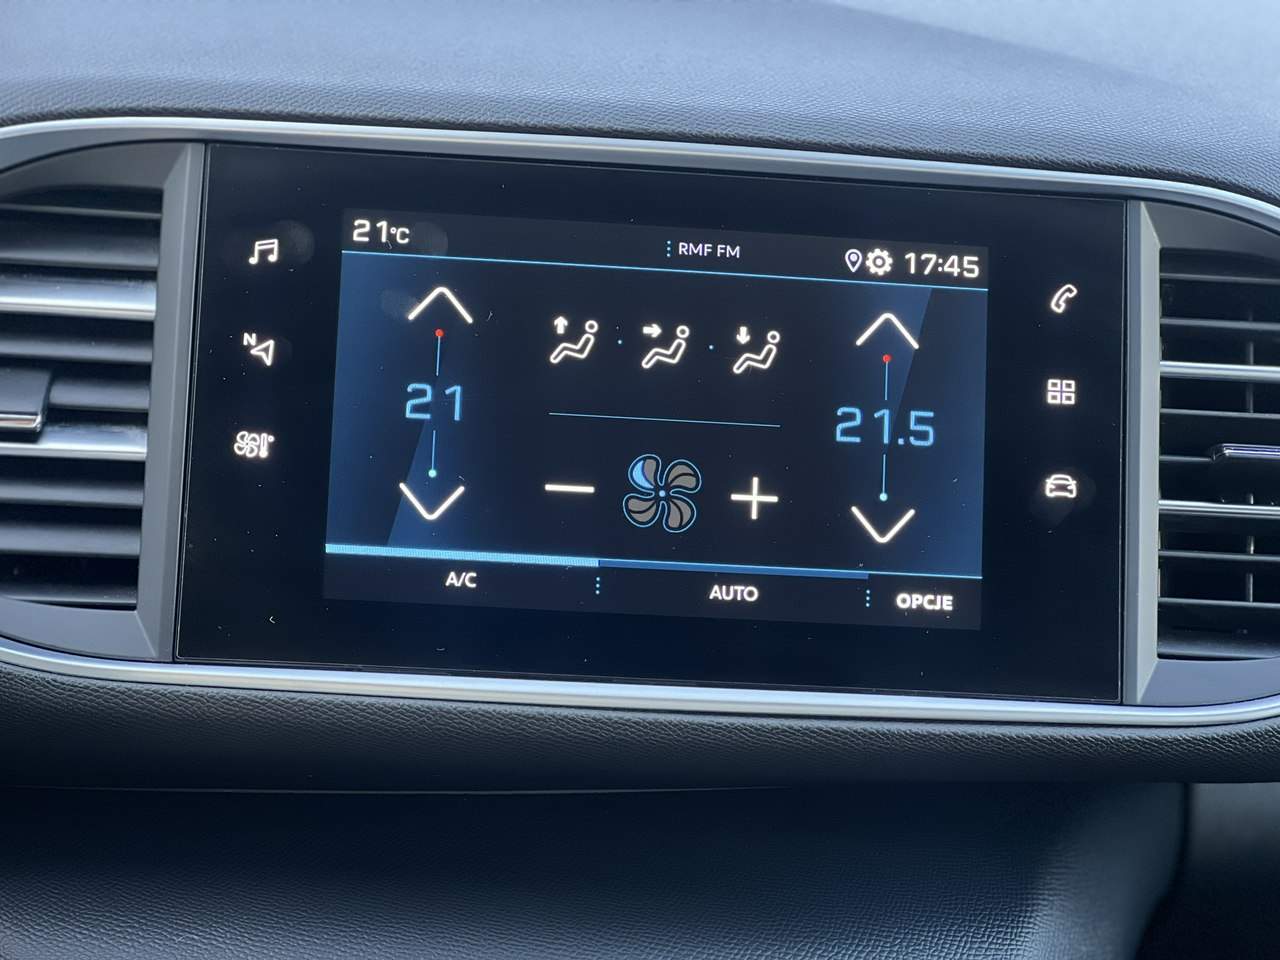 21°C
RMF FM
17:45
N
21
21.5
A/C
AUTO
OPCJE